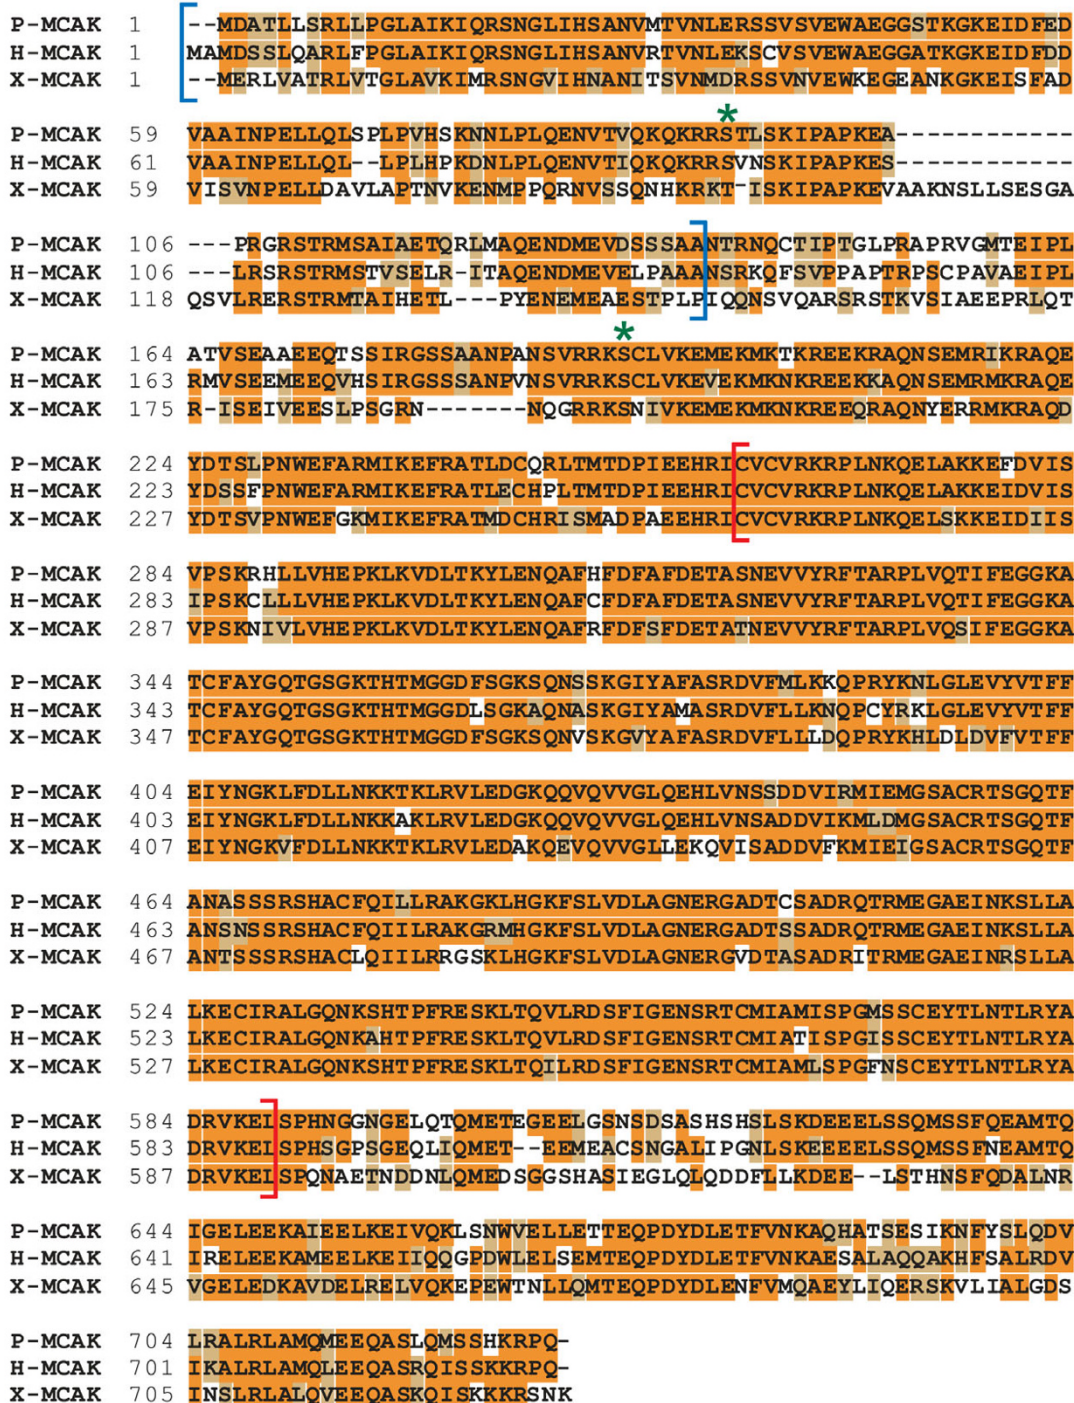 P-MCAK 1 --MDATLLSRLLPGLAIKIQRSNGLIHSANVMTVNLERSSVSVEWAEGGSTKGKEIDFED
H-MCAK 1 MAMDSSLQARLFPGLAIKIQRSNGLIHSANVRTVNLEKSCVSVEWAEGGATKGKEIDFDD
X-MCAK 1 --MERLVATRLVTGLAVKIMRSNGVIHNANITSVNMDRSSVNVEWKEGEANKGKEISFAD
*
P-MCAK 59 VAAINPELLQLSPLPVHSKNNLPLQENVTVQKQKRRSTLSKIPAPKEA------------
H-MCAK 61 VAAINPELLQL--LPLHPKDNLPLQENVTIQKQKRRSVNSKIPAPKES------------
X-MCAK 59 VISVNPELLDAVLAPTNVKENMPPQRNVSSQNHKRKT-ISKIPAPKEVAAKNSLLSESGA
P-MCAK 106 ---PRGRSTRMSAIAETQRLMAQENDMEVDSSSAANTRNQCTIPTGLPRAPRVGMTEIPL
H-MCAK 106 ---LRSRSTRMSTVSELR-ITAQENDMEVELPAAANSRKQFSVPPAPTRPSCPAVAEIPL
X-MCAK 118 QSVLRERSTRMTAIHETL---PYENEMEAESTPLPIQQNSVQARSRSTKVSIAEEPRLQT
*
P-MCAK 164 ATVSEAAEEQTSSIRGSSAANPANSVRRKSCLVKEMEKMKTKREEKRAQNSEMRIKRAQE
H-MCAK 163 RMVSEEMEEQVHSIRGSSSANPVNSVRRKSCLVKEVEKMKNKREEKKAQNSEMRMKRAQE
X-MCAK 175 R-ISEIVEESLPSGRN-------NQGRRKSNIVKEMEKMKNKREEQRAQNYERRMKRAQD
P-MCAK 224 YDTSLPNWEFARMIKEFRATLDCQRLTMTDPIEEHRICVCVRKRPLNKQELAKKEFDVIS
H-MCAK 223 YDSSFPNWEFARMIKEFRATLECHPLTMTDPIEEHRICVCVRKRPLNKQELAKKEIDVIS
X-MCAK 227 YDTSVPNWEFGKMIKEFRATMDCHRISMADPAEEHRICVCVRKRPLNKQELSKKEIDIIS
P-MCAK 284 VPSKRHLLVHEPKLKVDLTKYLENQAFHFDFAFDETASNEVVYRFTARPLVQTIFEGGKA
H-MCAK 283 IPSKCLLLVHEPKLKVDLTKYLENQAFCFDFAFDETASNEVVYRFTARPLVQTIFEGGKA
X-MCAK 287 VPSKNIVLVHEPKLKVDLTKYLENQAFRFDFSFDETATNEVVYRFTARPLVQSIFEGGKA
P-MCAK 344 TCFAYGQTGSGKTHTMGGDFSGKSQNSSKGIYAFASRDVFMLKKQPRYKNLGLEVYVTFF
H-MCAK 343 TCFAYGQTGSGKTHTMGGDLSGKAQNASKGIYAMASRDVFLLKNQPCYRKLGLEVYVTFF
X-MCAK 347 TCFAYGQTGSGKTHTMGGDFSGKSQNVSKGVYAFASRDVFLLLDQPRYKHLDLDVFVTFF
P-MCAK 404 EIYNGKLFDLLNKKTKLRVLEDGKQQVQVVGLQEHLVNSSDDVIRMIEMGSACRTSGQTF
H-MCAK 403 EIYNGKLFDLLNKKAKLRVLEDGKQQVQVVGLQEHLVNSADDVIKMLDMGSACRTSGQTF
X-MCAK 407 EIYNGKVFDLLNKKTKLRVLEDAKQEVQVVGLLEKQVISADDVFKMIEIGSACRTSGQTF
P-MCAK 464 ANASSSRSHACFQILLRAKGKLHGKFSLVDLAGNERGADTCSADRQTRMEGAEINKSLLA
H-MCAK 463 ANSNSSRSHACFQIILRAKGRMHGKFSLVDLAGNERGADTSSADRQTRMEGAEINKSLLA
X-MCAK 467 ANTSSSRSHACLQIILRRGSKLHGKFSLVDLAGNERGVDTASADRITRMEGAEINRSLLA
P-MCAK 524 LKECIRALGQNKSHTPFRESKLTQVLRDSFIGENSRTCMIAMISPGMSSCEYTLNTLRYA
H-MCAK 523 LKECIRALGQNKAHTPFRESKLTQVLRDSFIGENSRTCMIATISPGISSCEYTLNTLRYA
X-MCAK 527 LKECIRALGQNKSHTPFRESKLTQILRDSFIGENSRTCMIAMLSPGFNSCEYTLNTLRYA
P-MCAK 584 DRVKELSPHNGGNGELQTQMETEGEELGSNSDSASHSHSLSKDEEELSSQMSSFQEAMTQ
H-MCAK 583 DRVKELSPHSGPSGEQLIQMET--EEMEACSNGALIPGNLSKEEEELSSQMSSFNEAMTQ
X-MCAK 587 DRVKELSPQNAETNDDNLQMEDSGGSHASIEGLQLQDDFLLKDEE--LSTHNSFQDALNR
P-MCAK 644 IGELEEKAIEELKEIVQKLSNWVELLETTEQPDYDLETFVNKAQHATSESIKNFYSLQDV
H-MCAK 641 IRELEEKAMEELKEIIQQGPDWLELSEMTEQPDYDLETFVNKAESALAQQAKHFSALRDV
X-MCAK 645 VGELEDKAVDELRELVQKEPEWTNLLQMTEQPDYDLENFVMQAEYLIQERSKVLIALGDS
P-MCAK 704 LRALRLAMQMEEQASLQMSSHKRPQ-
H-MCAK 701 IKALRLAMQLEEQASRQISSKKRPQ-
X-MCAK 705 INSLRLALQVEEQASKQISKKKRSNK